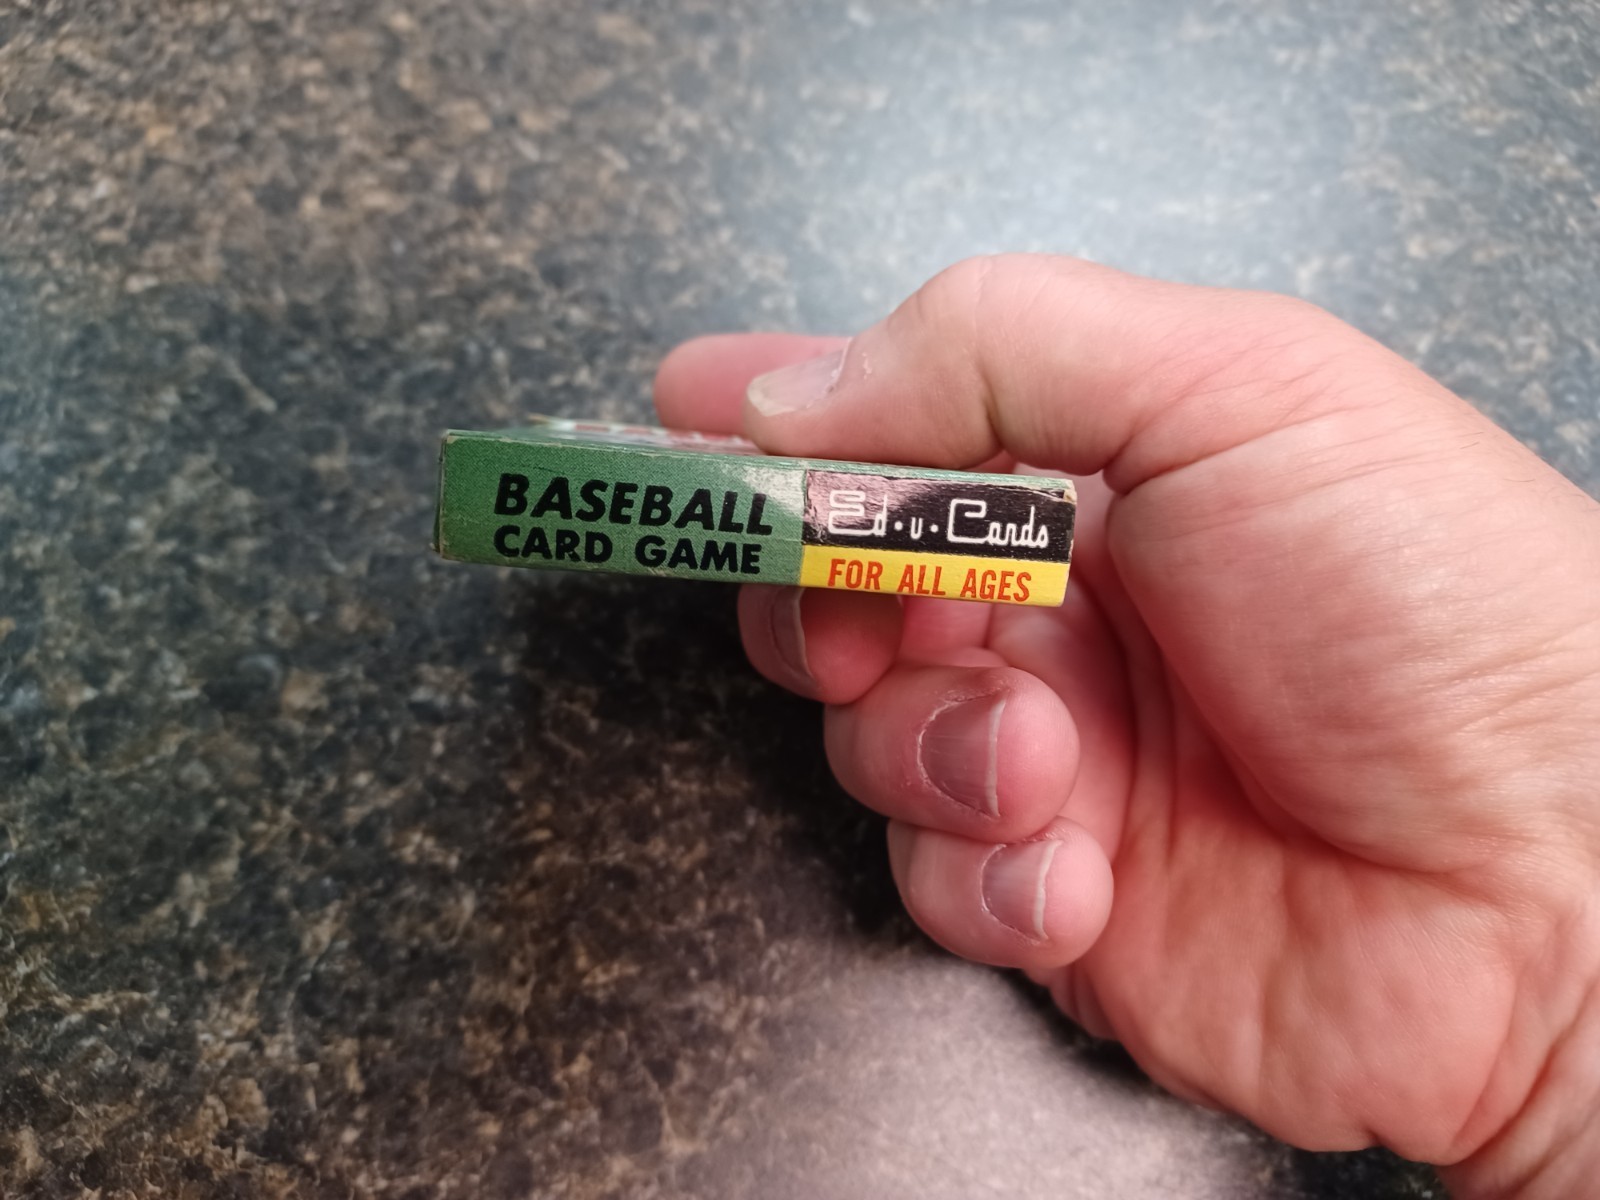 BASEBALL
CARD GAME
Ed·u·Cards
FOR ALL AGES